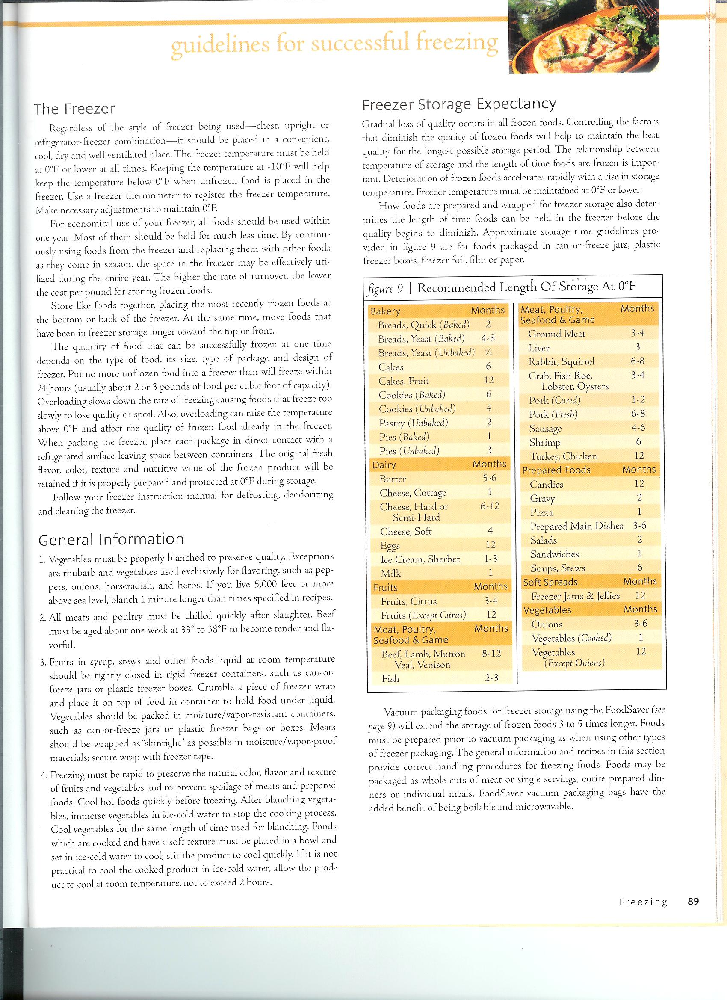 guidelines for successful freezing
The Freezer
Regardless of the style of freezer being used—chest, upright or
refrigerator-freezer combination—it should be placed in a convenient,
cool, dry and well ventilated place. The freezer temperature must be held
at 0°F or lower at all times. Keeping the temperature at -10°F will help
keep the temperature below 0°F when unfrozen food is placed in the
freezer. Use a freezer thermometer to register the freezer temperature.
Make necessary adjustments to maintain 0°F.
For economical use of your freezer, all foods should be used within
one year. Most of them should be held for much less time. By continu-
ously using foods from the freezer and replacing them with other foods
as they come in season, the space in the freezer may be effectively uti-
lized during the entire year. The higher the rate of turnover, the lower
the cost per pound for storing frozen foods.
Store like foods together, placing the most recently frozen foods at
the bottom or back of the freezer. At the same time, move foods that
have been in freezer storage longer toward the top or front.
The quantity of food that can be successfully frozen at one time
depends on the type of food, its size, type of package and design of
freezer. Put no more unfrozen food into a freezer than will freeze within
24 hours (usually about 2 or 3 pounds of food per cubic foot of capacity).
Overloading slows down the rate of freezing causing foods that freeze too
slowly to lose quality or spoil. Also, overloading can raise the temperature
above 0°F and affect the quality of frozen food already in the freezer.
When packing the freezer, place each package in direct contact with a
refrigerated surface leaving space between containers. The original fresh
flavor, color, texture and nutritive value of the frozen product will be
retained if it is properly prepared and protected at 0°F during storage.
Follow your freezer instruction manual for defrosting, deodorizing
and cleaning the freezer.
General Information
1. Vegetables must be properly blanched to preserve quality. Exceptions
are rhubarb and vegetables used exclusively for flavoring, such as pep-
pers, onions, horseradish, and herbs. If you live 5,000 feet or more
above sea level, blanch 1 minute longer than times specified in recipes.
2. All meats and poultry must be chilled quickly after slaughter. Beef
must be aged about one week at 33° to 38°F to become tender and fla-
vorful.
3. Fruits in syrup, stews and other foods liquid at room temperature
should be tightly closed in rigid freezer containers, such as can-or-
freeze jars or plastic freezer boxes. Crumble a piece of freezer wrap
and place it on top of food in container to hold food under liquid.
Vegetables should be packed in moisture/vapor-resistant containers,
such as can-or-freeze jars or plastic freezer bags or boxes. Meats
should be wrapped as "skintight" as possible in moisture/vapor-proof
materials; secure wrap with freezer tape.
4. Freezing must be rapid to preserve the natural color, flavor and texture
of fruits and vegetables and to prevent spoilage of meats and prepared
foods. Cool hot foods quickly before freezing. After blanching vegeta-
bles, immerse vegetables in ice-cold water to stop the cooking process.
Cool vegetables for the same length of time used for blanching. Foods
which are cooked and have a soft texture must be placed in a bowl and
set in ice-cold water to cool; stir the product to cool quickly. If it is not
practical to cool the cooked product in ice-cold water, allow the prod-
uct to cool at room temperature, not to exceed 2 hours.
Freezer Storage Expectancy
Gradual loss of quality occurs in all frozen foods. Controlling the factors
that diminish the quality of frozen foods will help to maintain the best
quality for the longest possible storage period. The relationship between
temperature of storage and the length of time foods are frozen is impor-
tant. Deterioration of frozen foods accelerates rapidly with a rise in storage
temperature. Freezer temperature must be maintained at 0°F or lower.
How foods are prepared and wrapped for freezer storage also deter-
mines the length of time foods can be held in the freezer before the
quality begins to diminish. Approximate storage time guidelines pro-
vided in figure 9 are for foods packaged in can-or-freeze jars, plastic
freezer boxes, freezer foil, film or paper.
figure 9 | Recommended Length Of Storage At 0°F
Bakery Months
Breads, Quick (Baked) 2
Breads, Yeast (Baked) 4-8
Breads, Yeast (Unbaked) ½
Cakes 6
Cakes, Fruit 12
Cookies (Baked) 6
Cookies (Unbaked) 4
Pastry (Unbaked) 2
Pies (Baked) 1
Pies (Unbaked) 3
Dairy Months
Butter 5-6
Cheese, Cottage 1
Cheese, Hard or 6-12
Semi-Hard
Cheese, Soft 4
Eggs 12
Ice Cream, Sherbet 1-3
Milk 1
Fruits Months
Fruits, Citrus 3-4
Fruits (Except Citrus) 12
Meat, Poultry, Months
Seafood & Game
Beef, Lamb, Mutton 8-12
Veal, Venison
Fish 2-3
Meat, Poultry, Months
Seafood & Game
Ground Meat 3-4
Liver 3
Rabbit, Squirrel 6-8
Crab, Fish Roe, 3-4
Lobster, Oysters
Pork (Cured) 1-2
Pork (Fresh) 6-8
Sausage 4-6
Shrimp 6
Turkey, Chicken 12
Prepared Foods Months
Candies 12
Gravy 2
Pizza 1
Prepared Main Dishes 3-6
Salads 2
Sandwiches 1
Soups, Stews 6
Soft Spreads Months
Freezer Jams & Jellies 12
Vegetables Months
Onions 3-6
Vegetables (Cooked) 1
Vegetables 12
(Except Onions)
Vacuum packaging foods for freezer storage using the FoodSaver (see
page 9) will extend the storage of frozen foods 3 to 5 times longer. Foods
must be prepared prior to vacuum packaging as when using other types
of freezer packaging. The general information and recipes in this section
provide correct handling procedures for freezing foods. Foods may be
packaged as whole cuts of meat or single servings, entire prepared din-
ners or individual meals. FoodSaver vacuum packaging bags have the
added benefit of being boilable and microwavable.
Freezing 89